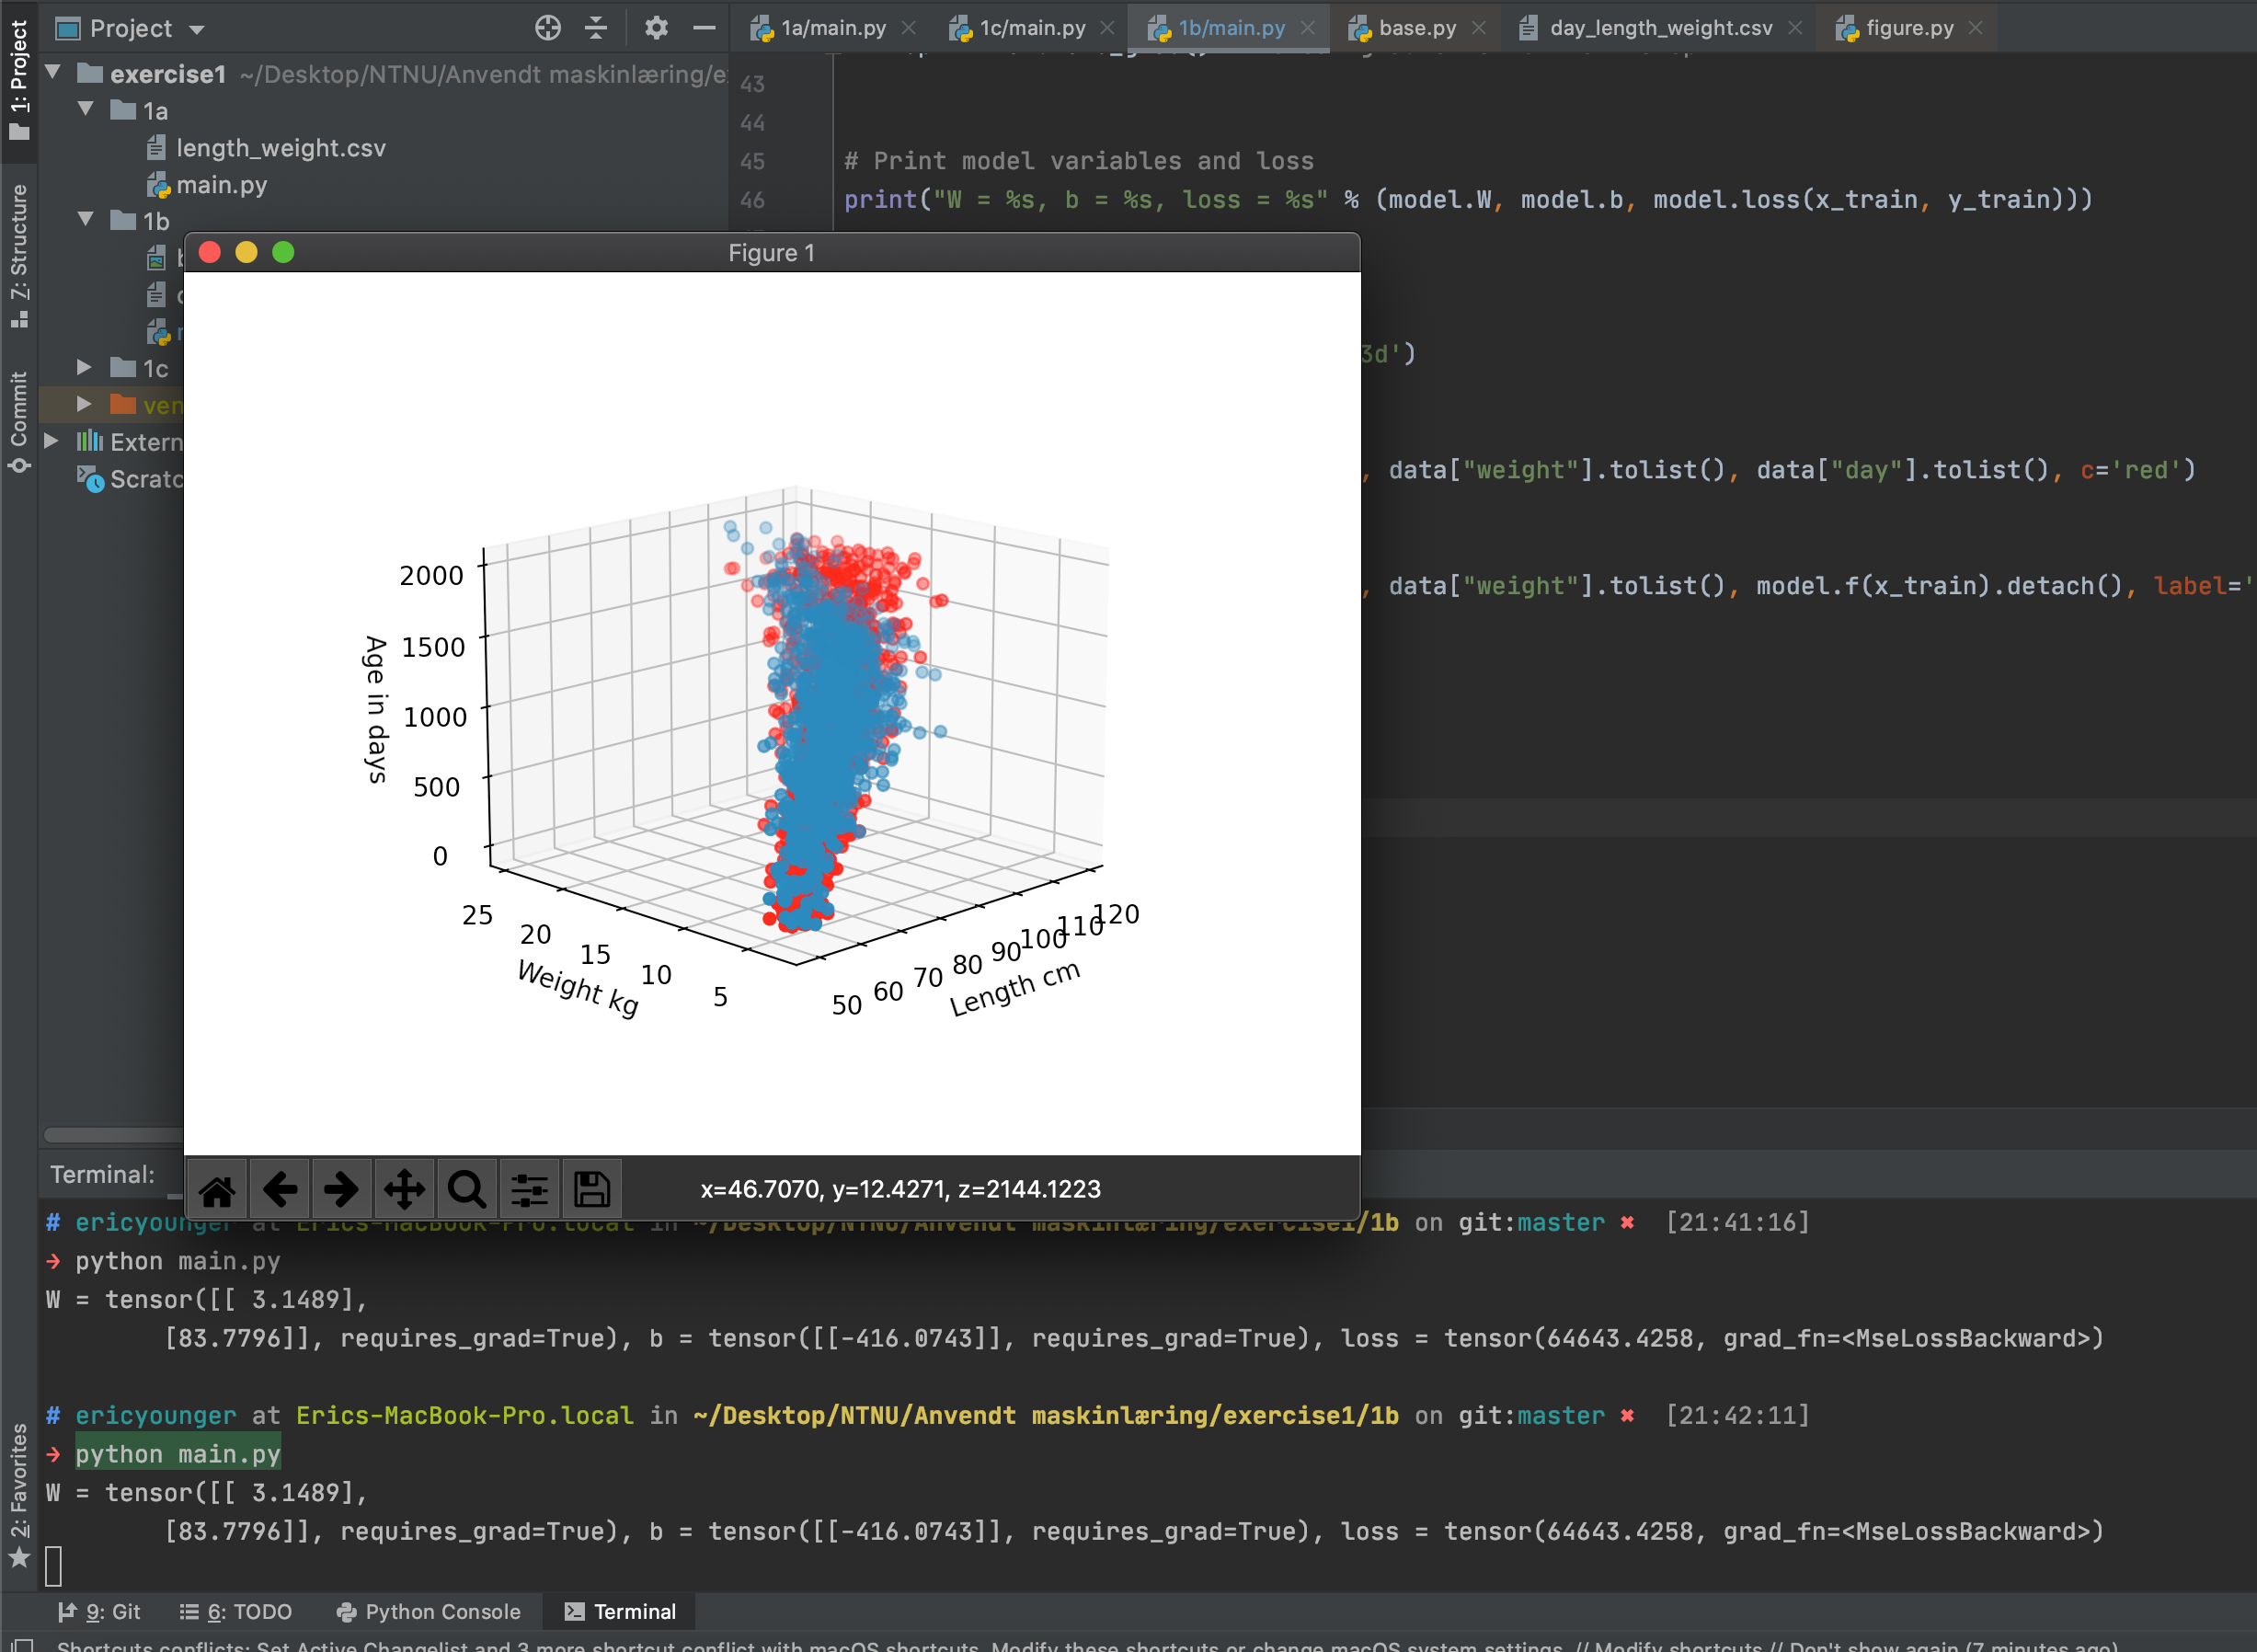 Project
1a/main.py
1c/main.py
1b/main.py
base.py
day_length_weight.csv
figure.py
1: Project
Z: Structure
Commit
2: Favorites
exercise1 ~/Desktop/NTNU/Anvendt maskinlæring/e
1a
length_weight.csv
main.py
1b
1c
ven
Extern
Scratc
43
44
45 # Print model variables and loss
46 print("W = %s, b = %s, loss = %s" % (model.W, model.b, model.loss(x_train, y_train)))
3d')
, data["weight"].tolist(), data["day"].tolist(), c='red')
, data["weight"].tolist(), model.f(x_train).detach(), label='
Figure 1
Age in days
2000
1500
1000
500
0
25
20
15
10
5
Weight kg
50
60
70
80
90
100
110
120
Length cm
x=46.7070, y=12.4271, z=2144.1223
Terminal:
# ericyounger at Erics-MacBook-Pro.local in ~/Desktop/NTNU/Anvendt maskinlæring/exercise1/1b on git:master ✖ [21:41:16]
→ python main.py
W = tensor([[ 3.1489],
[83.7796]], requires_grad=True), b = tensor([[-416.0743]], requires_grad=True), loss = tensor(64643.4258, grad_fn=<MseLossBackward>)
# ericyounger at Erics-MacBook-Pro.local in ~/Desktop/NTNU/Anvendt maskinlæring/exercise1/1b on git:master ✖ [21:42:11]
→ python main.py
W = tensor([[ 3.1489],
[83.7796]], requires_grad=True), b = tensor([[-416.0743]], requires_grad=True), loss = tensor(64643.4258, grad_fn=<MseLossBackward>)
9: Git
6: TODO
Python Console
Terminal
Shortcuts conflicts: Set Active Changelist and 3 more shortcut conflict with macOS shortcuts. Modify these shortcuts or change macOS system settings. // Modify shortcuts // Don't show again (7 minutes ago)